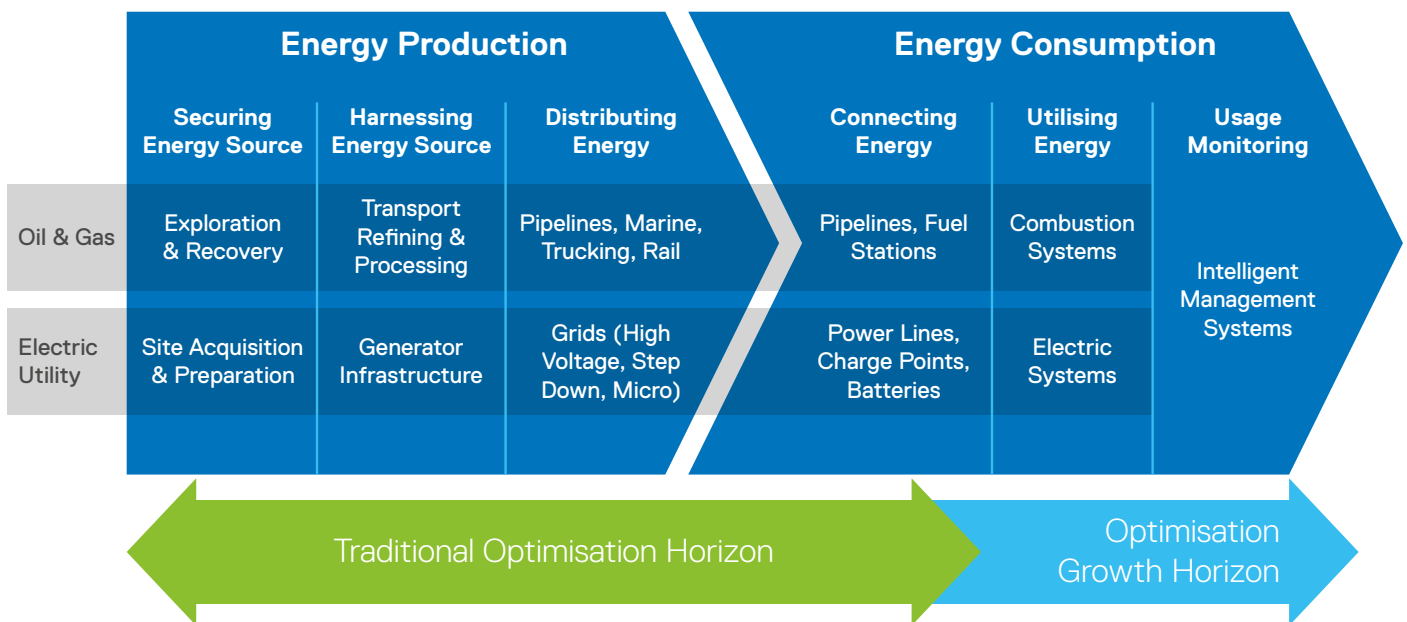 Energy Production
Energy Consumption
Securing
Energy Source
Harnessing
Energy Source
Distributing
Energy
Connecting
Energy
Utilising
Energy
Usage
Monitoring
Oil & Gas
Exploration
& Recovery
Transport
Refining &
Processing
Pipelines, Marine,
Trucking, Rail
Pipelines, Fuel
Stations
Combustion
Systems
Intelligent
Management
Systems
Electric
Utility
Site Acquisition
& Preparation
Generator
Infrastructure
Grids (High
Voltage, Step
Down, Micro)
Power Lines,
Charge Points,
Batteries
Electric
Systems
Traditional Optimisation Horizon
Optimisation
Growth Horizon